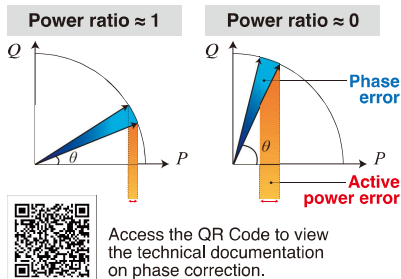 Power ratio ≈ 1
Power ratio ≈ 0
Q
θ
P
Q
θ
P
Phase
error
Active
power error
Access the QR Code to view
the technical documentation
on phase correction.